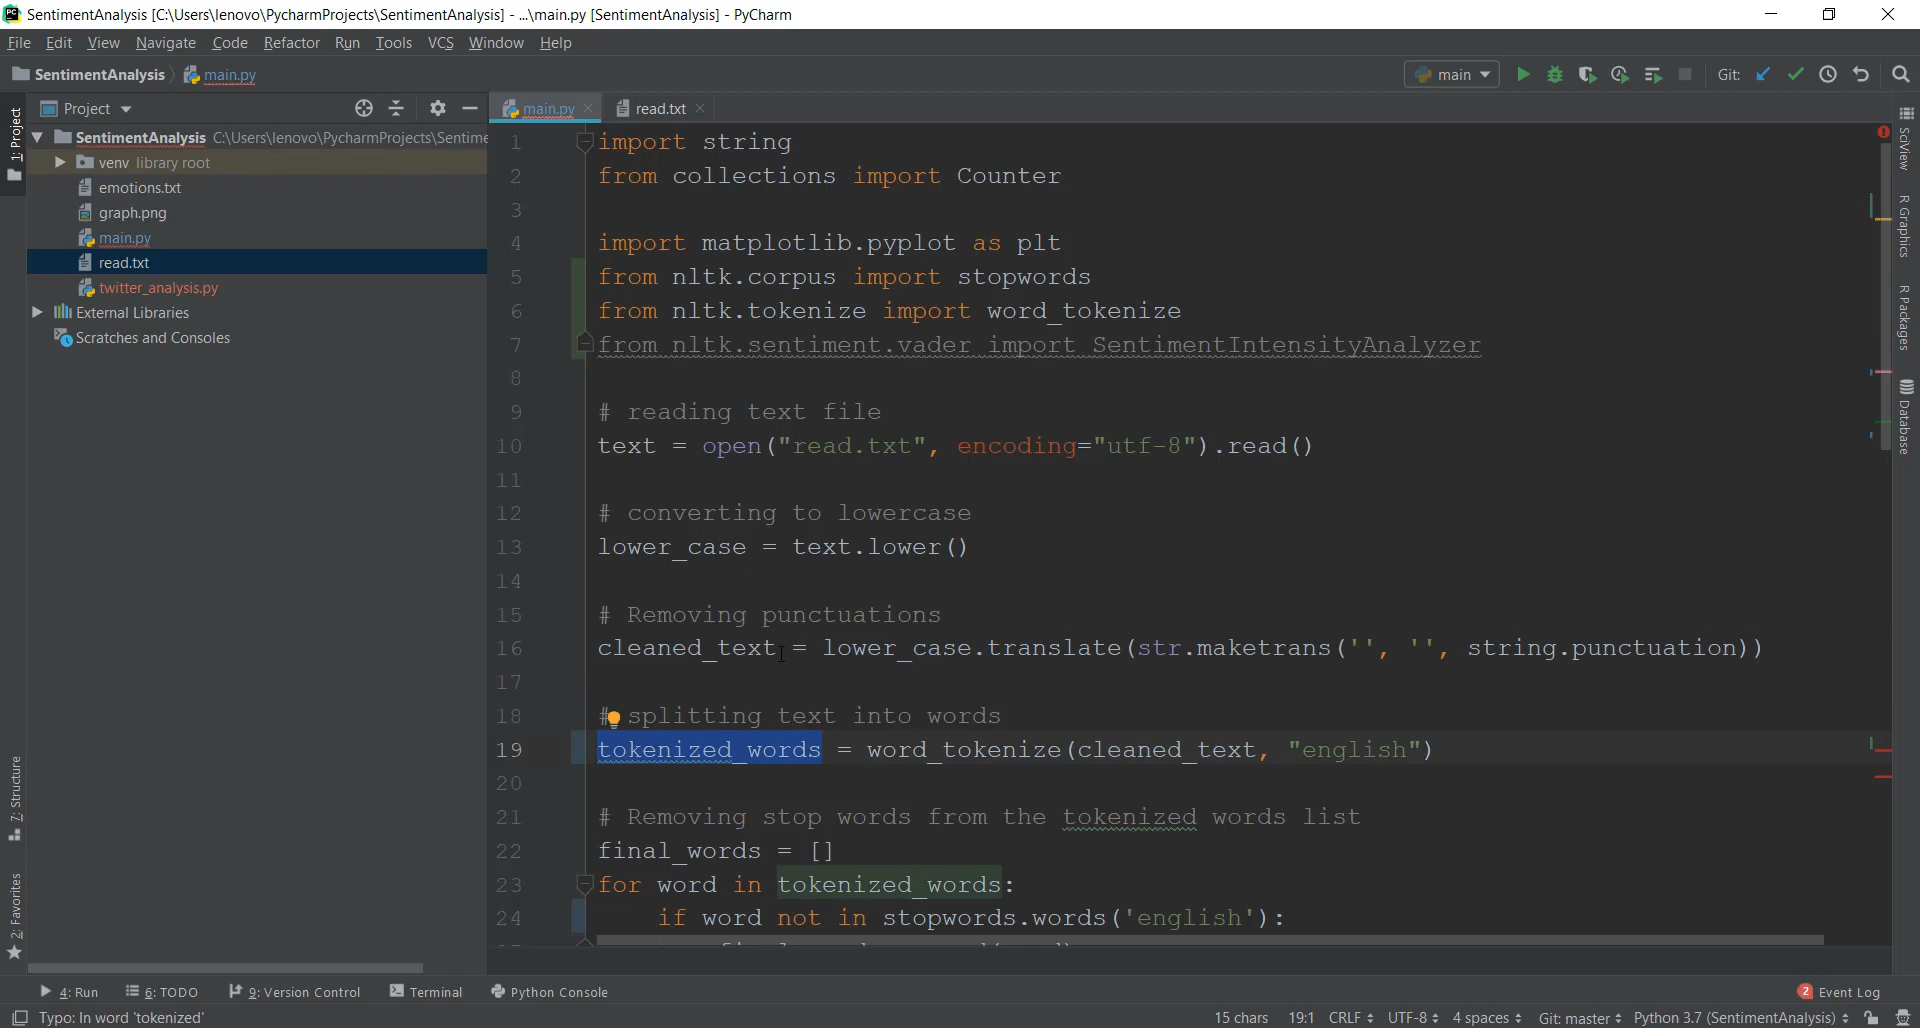 SentimentAnalysis [C:\Users\lenovo\PycharmProjects\SentimentAnalysis] - ...\main.py [SentimentAnalysis] - PyCharm
File Edit View Navigate Code Refactor Run Tools VCS Window Help
SentimentAnalysis main.py
main
Git:
Project
main.py
read.txt
SentimentAnalysis C:\Users\lenovo\PycharmProjects\Sentime
venv library root
emotions.txt
graph.png
main.py
read.txt
twitter_analysis.py
External Libraries
Scratches and Consoles
1: Project
7: Structure
2: Favorites
1 import string
2 from collections import Counter
3
4 import matplotlib.pyplot as plt
5 from nltk.corpus import stopwords
6 from nltk.tokenize import word_tokenize
7 from nltk.sentiment.vader import SentimentIntensityAnalyzer
8
9 # reading text file
10 text = open("read.txt", encoding="utf-8").read()
11
12 # converting to lowercase
13 lower_case = text.lower()
14
15 # Removing punctuations
16 cleaned_text = lower_case.translate(str.maketrans('', '', string.punctuation))
17
18 # splitting text into words
19 tokenized_words = word_tokenize(cleaned_text, "english")
20
21 # Removing stop words from the tokenized words list
22 final_words = []
23 for word in tokenized_words:
24 if word not in stopwords.words('english'):
SciView
R Graphics
R Packages
Database
4: Run 6: TODO 9: Version Control Terminal Python Console
2 Event Log
Typo: In word 'tokenized'
15 chars 19:1 CRLF UTF-8 4 spaces Git: master Python 3.7 (SentimentAnalysis)